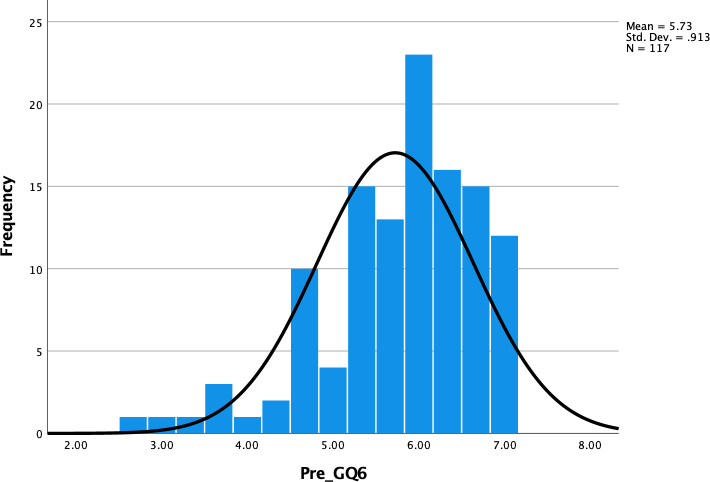 Mean = 5.73
Std. Dev. = .913
N = 117
25
20
15
10
5
0
Frequency
2.00 3.00 4.00 5.00 6.00 7.00 8.00
Pre_GQ6